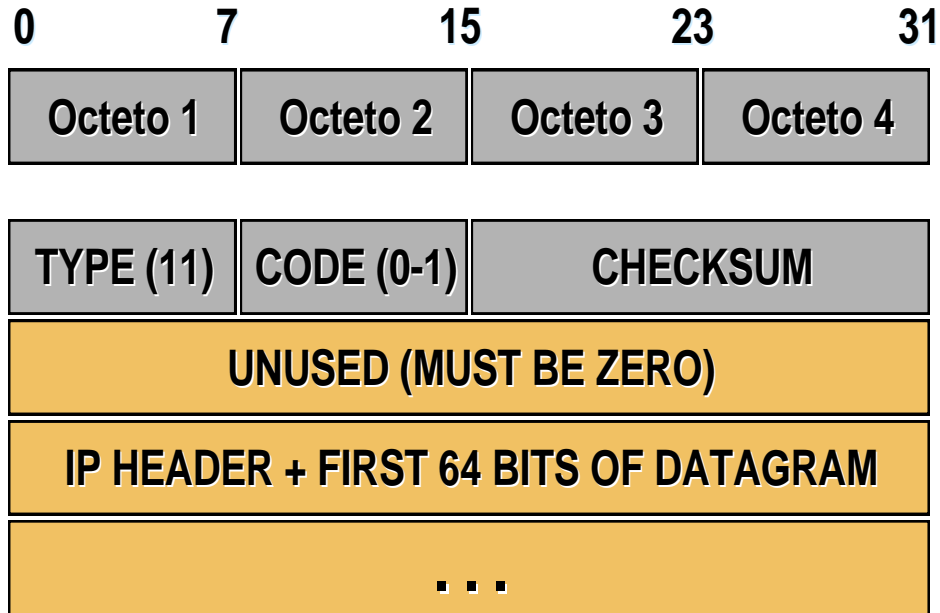 0 7 15 23 31
Octeto 1 Octeto 2 Octeto 3 Octeto 4
TYPE (11) CODE (0-1) CHECKSUM
UNUSED (MUST BE ZERO)
IP HEADER + FIRST 64 BITS OF DATAGRAM
. . .